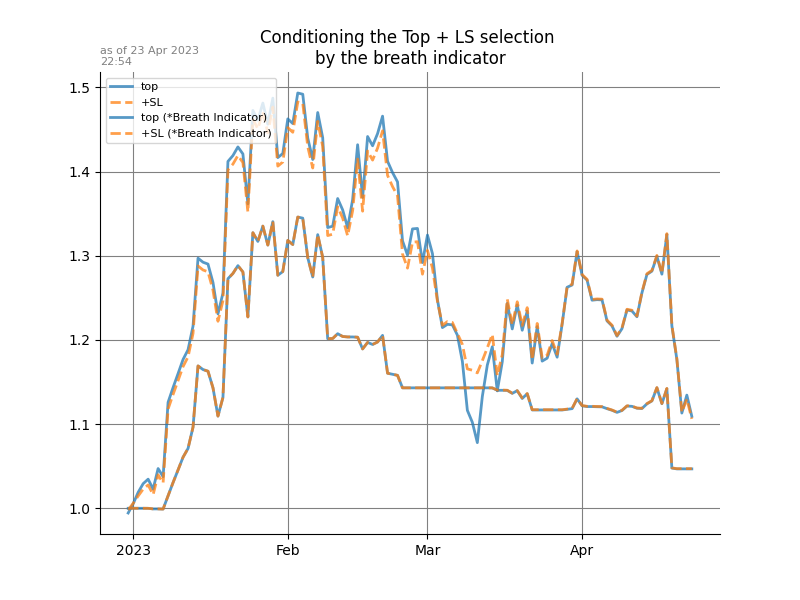 Conditioning the Top + LS selection
by the breath indicator
as of 23 Apr 2023
22:54
top
+SL
top (*Breath Indicator)
+SL (*Breath Indicator)
1.5
1.4
1.3
1.2
1.1
1.0
2023 Feb Mar Apr